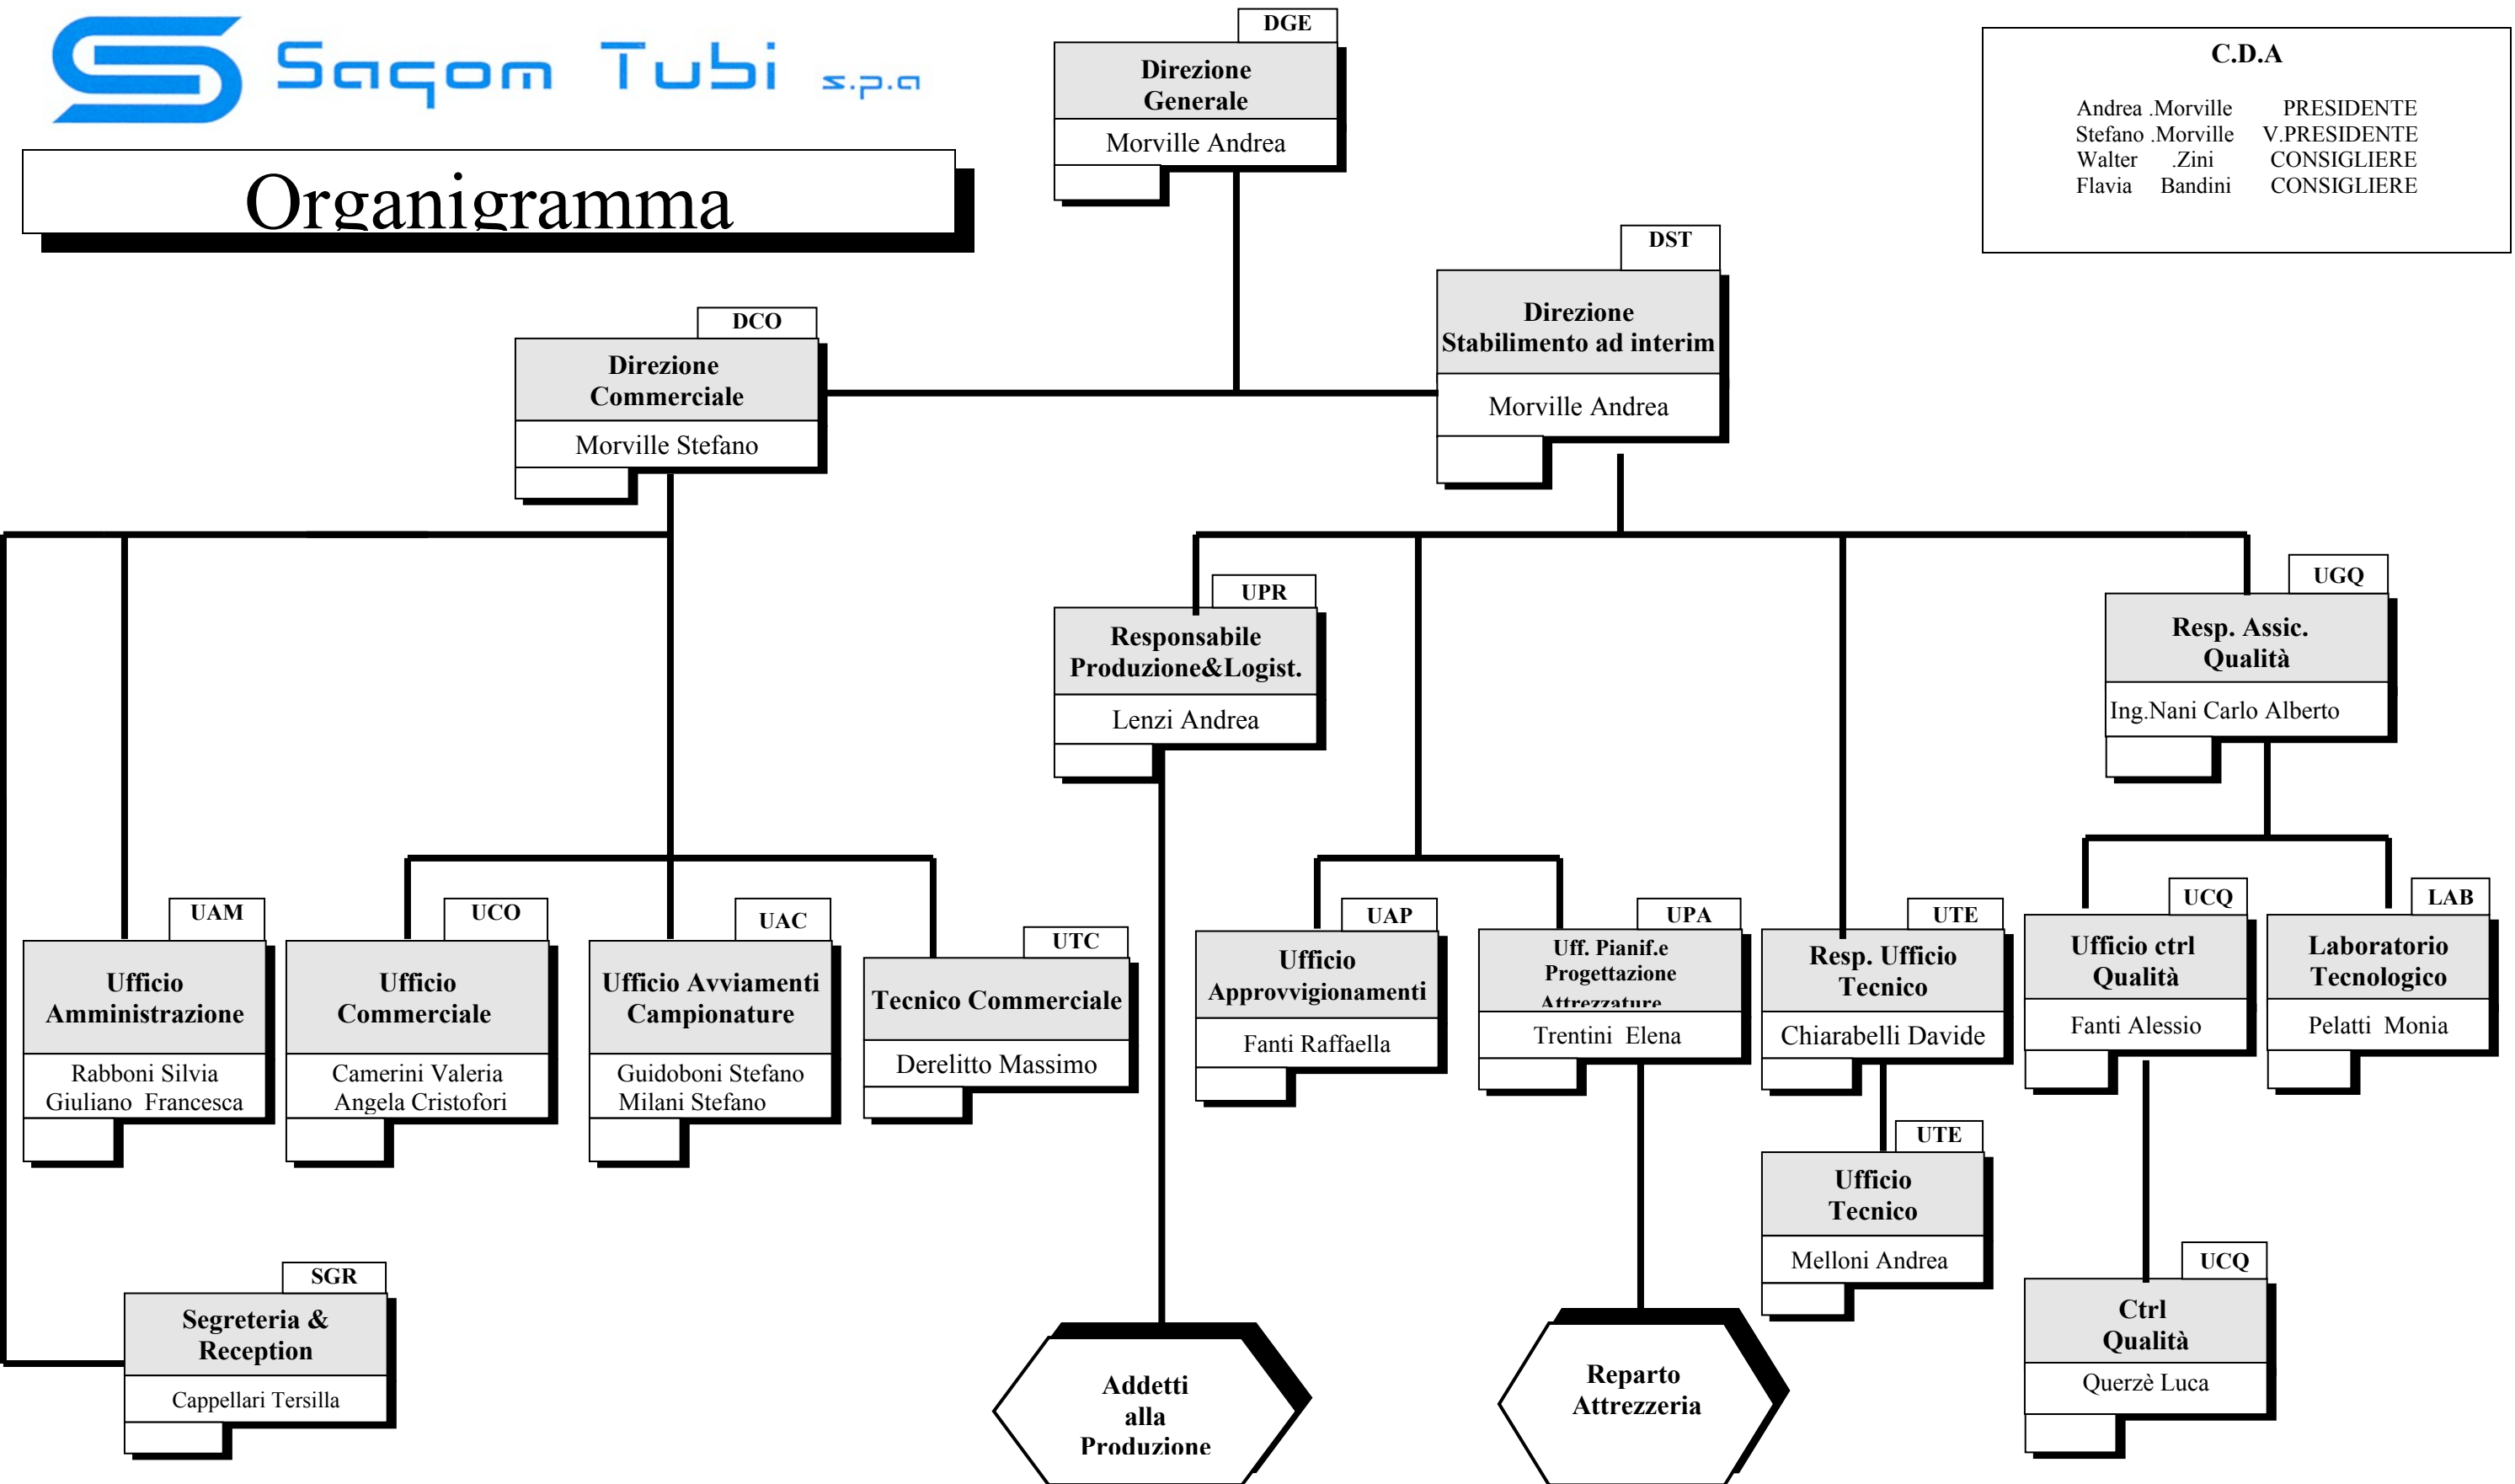 Sagom Tubi s.p.a
Organigramma
DGE
Direzione
Generale
Morville Andrea
C.D.A
Andrea .Morville PRESIDENTE
Stefano .Morville V.PRESIDENTE
Walter .Zini CONSIGLIERE
Flavia Bandini CONSIGLIERE
DCO
Direzione
Commerciale
Morville Stefano
DST
Direzione
Stabilimento ad interim
Morville Andrea
UPR
Responsabile
Produzione&Logist.
Lenzi Andrea
UGQ
Resp. Assic.
Qualità
Ing.Nani Carlo Alberto
UAM
Ufficio
Amministrazione
Rabboni Silvia
Giuliano Francesca
UCO
Ufficio
Commerciale
Camerini Valeria
Angela Cristofori
UAC
Ufficio Avviamenti
Campionature
Guidoboni Stefano
Milani Stefano
UTC
Tecnico Commerciale
Derelitto Massimo
UAP
Ufficio
Approvvigionamenti
Fanti Raffaella
UPA
Uff. Pianif.e
Progettazione
Attrezzature
Trentini Elena
UTE
Resp. Ufficio
Tecnico
Chiarabelli Davide
UCQ
Ufficio ctrl
Qualità
Fanti Alessio
LAB
Laboratorio
Tecnologico
Pelatti Monia
UTE
Ufficio
Tecnico
Melloni Andrea
SGR
Segreteria &
Reception
Cappellari Tersilla
Addetti
alla
Produzione
Reparto
Attrezzeria
UCQ
Ctrl
Qualità
Querzè Luca